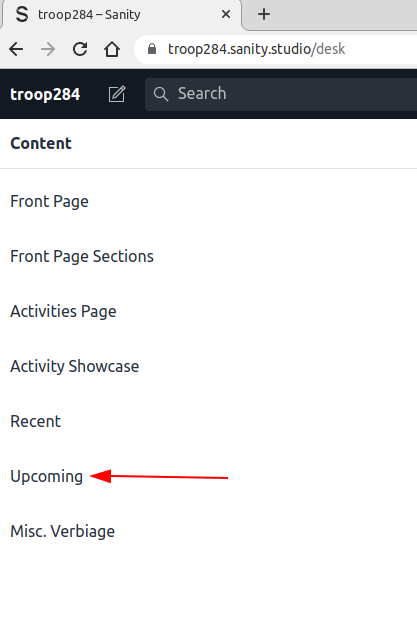 troop284 – Sanity
troop284.sanity.studio/desk
troop284
Search
Content
Front Page
Front Page Sections
Activities Page
Activity Showcase
Recent
Upcoming
Misc. Verbiage